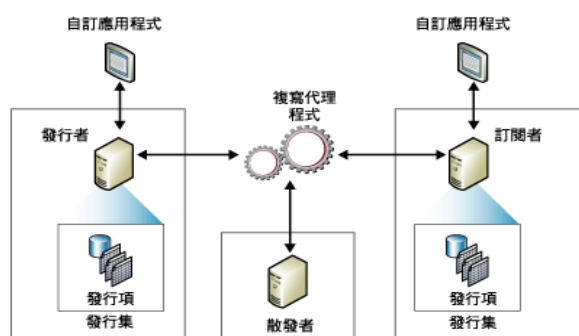 自訂應用程式
自訂應用程式
複寫代理
程式
發行者
訂閱者
發行項
發行集
散發者
發行項
發行集